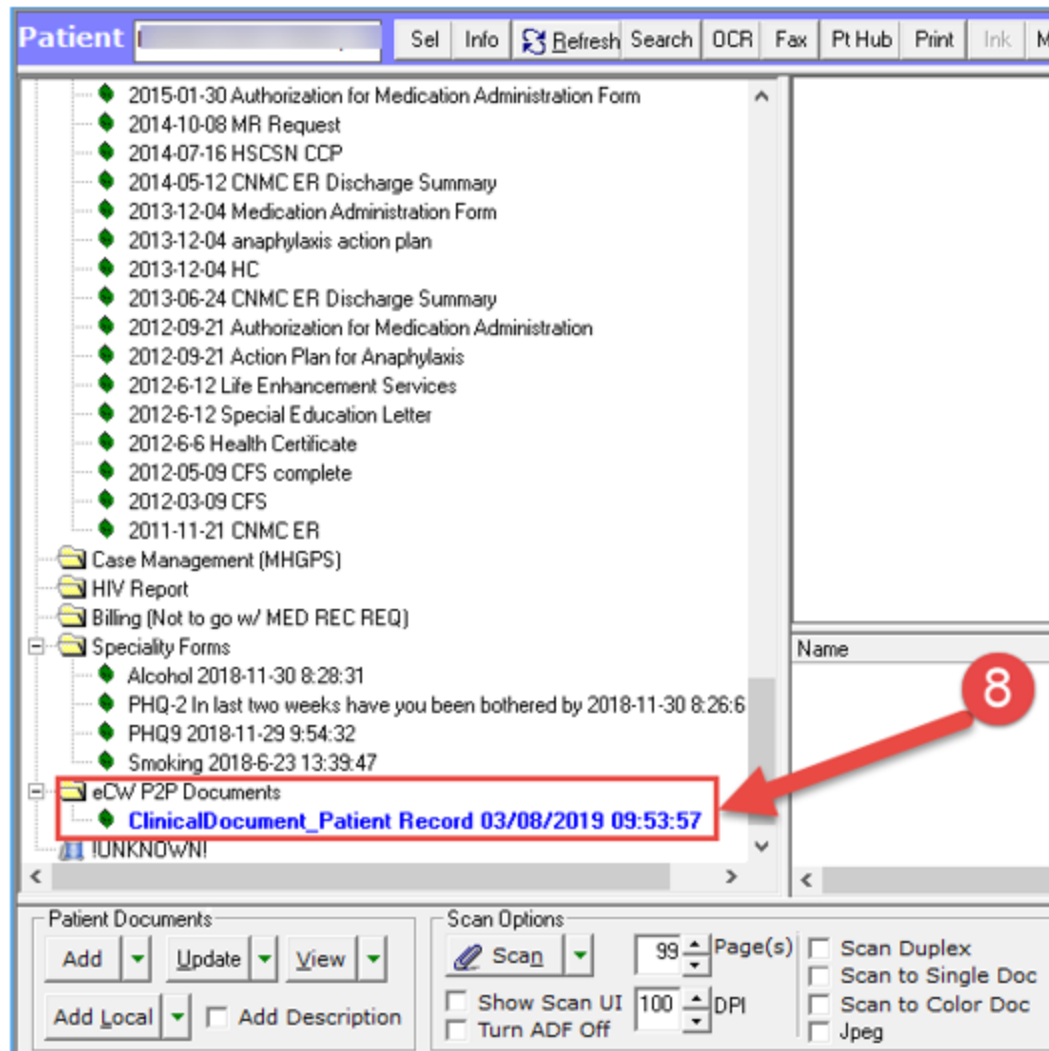 Patient
Sel Info Refresh Search OCR Fax Pt Hub Print Ink
2015-01-30 Authorization for Medication Administration Form
2014-10-08 MR Request
2014-07-16 HSCSN CCP
2014-05-12 CNMC ER Discharge Summary
2013-12-04 Medication Administration Form
2013-12-04 anaphylaxis action plan
2013-12-04 HC
2013-06-24 CNMC ER Discharge Summary
2012-09-21 Authorization for Medication Administration
2012-09-21 Action Plan for Anaphylaxis
2012-6-12 Life Enhancement Services
2012-6-12 Special Education Letter
2012-6-6 Health Certificate
2012-05-09 CFS complete
2012-03-09 CFS
2011-11-21 CNMC ER
Case Management (MHGPS)
HIV Report
Billing (Not to go w/ MED REC REQ)
Speciality Forms
Alcohol 2018-11-30 8:28:31
PHQ-2 In last two weeks have you been bothered by 2018-11-30 8:26:6
PHQ9 2018-11-29 9:54:32
Smoking 2018-6-23 13:39:47
eCW P2P Documents
ClinicalDocument_Patient Record 03/08/2019 09:53:57
!UNKNOWN!
Name
8
Patient Documents
Add Update View
Add Local Add Description
Scan Options
Scan 99 Page(s)
Show Scan UI 100 DPI
Turn ADF Off
Scan Duplex
Scan to Single Doc
Scan to Color Doc
Jpeg